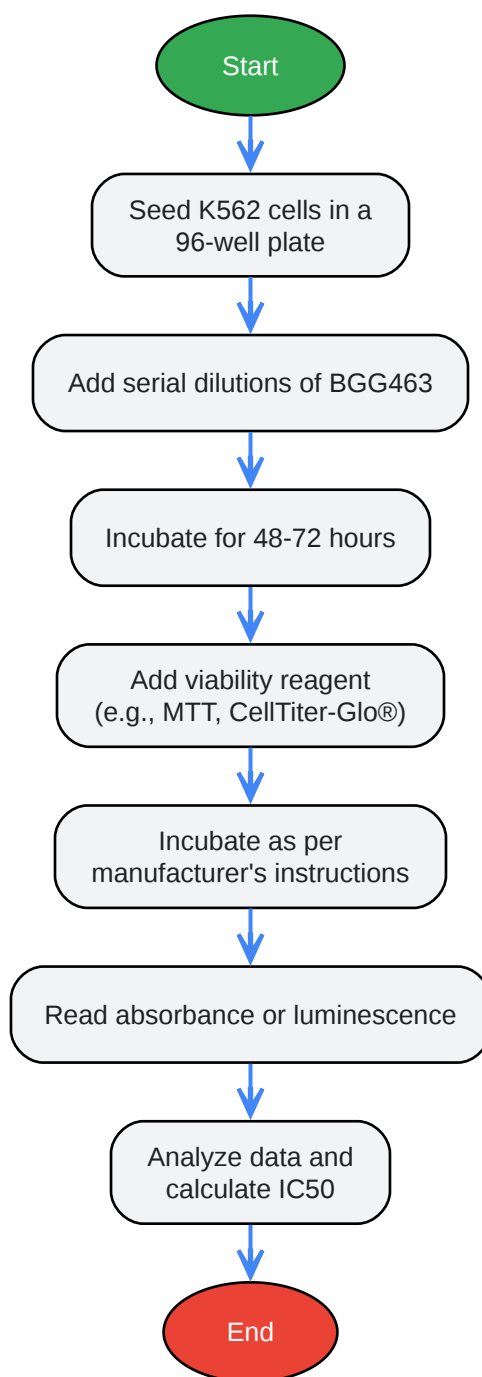 Start
Seed K562 cells in a
96-well plate
Add serial dilutions of BGG463
Incubate for 48-72 hours
Add viability reagent
(e.g., MTT, CellTiter-Glo®)
Incubate as per
manufacturer's instructions
Read absorbance or luminescence
Analyze data and
calculate IC50
End